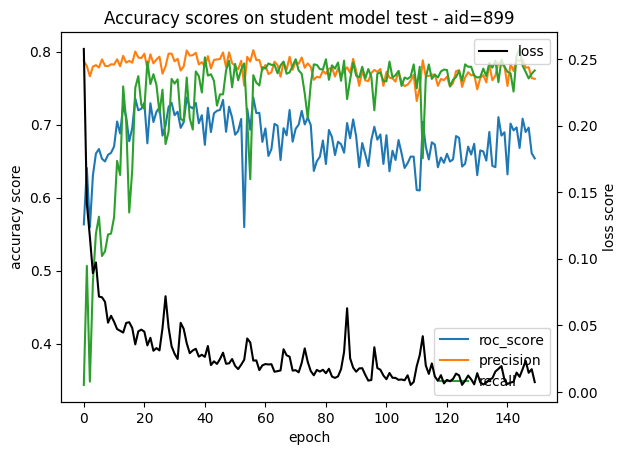 Accuracy scores on student model test - aid=899
accuracy score
0.8
0.7
0.6
0.5
0.4
0
20
40
60
80
100
120
140
epoch
0.25
0.20
0.15
0.10
0.05
0.00
loss score
loss
roc_score
precision
recall